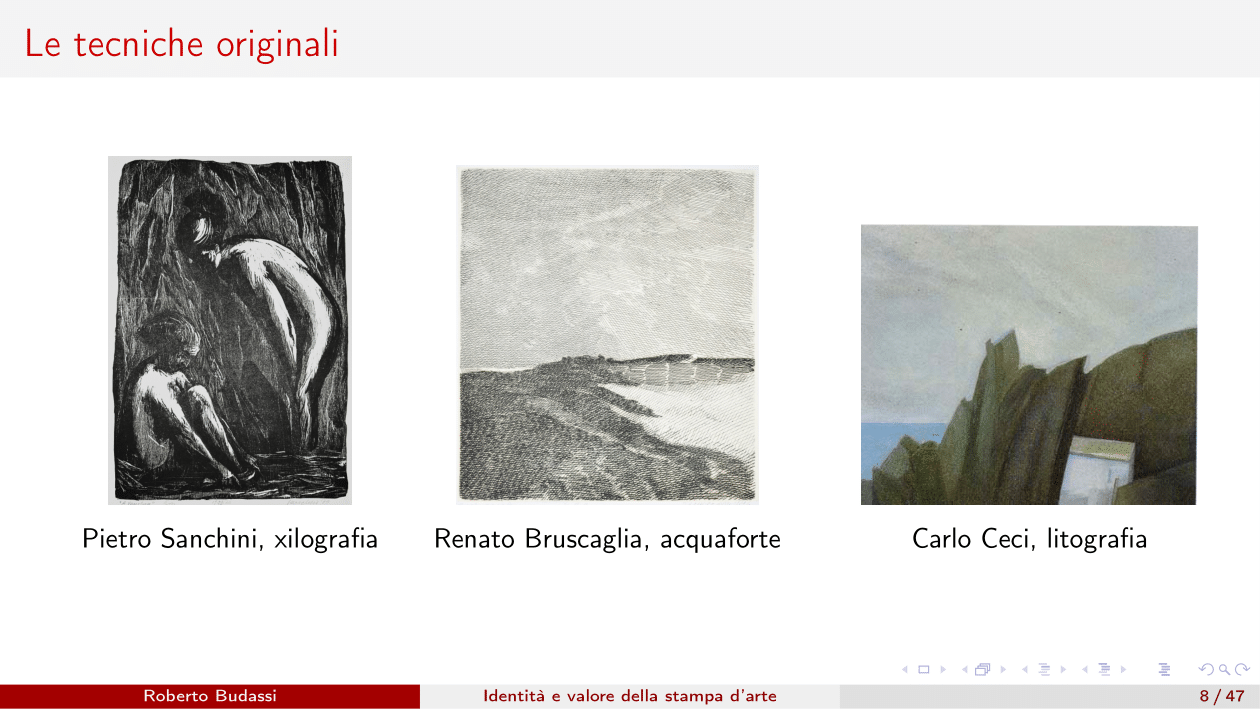 Le tecniche originali
Pietro Sanchini, xilografia
Renato Bruscaglia, acquaforte
Carlo Ceci, litografia
Roberto Budassi
Identità e valore della stampa d'arte
8 / 47